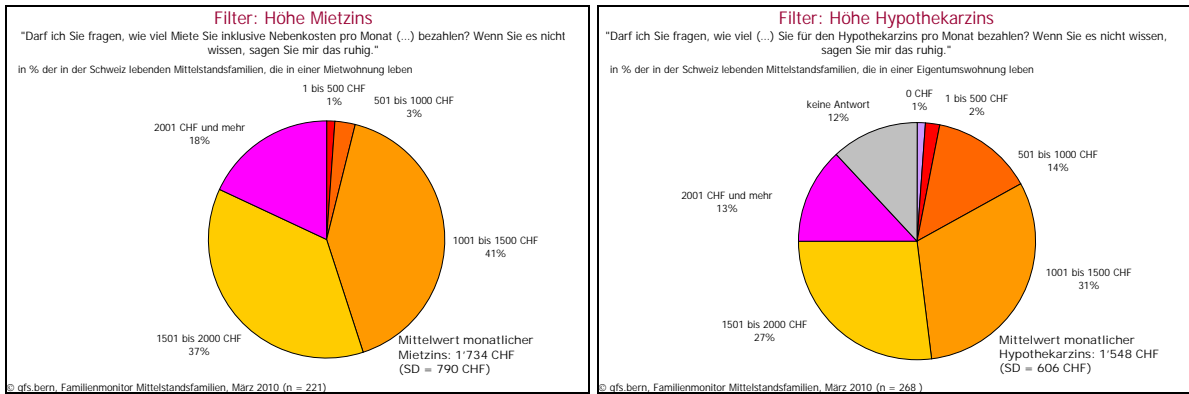 Filter: Höhe Mietzins
"Darf ich Sie fragen, wie viel Miete Sie inklusive Nebenkosten pro Monat (...) bezahlen? Wenn Sie es nicht
wissen, sagen Sie mir das ruhig."
in % der in der Schweiz lebenden Mittelstandsfamilien, die in einer Mietwohnung leben
1 bis 500 CHF
1%
501 bis 1000 CHF
3%
2001 CHF und mehr
18%
1001 bis 1500 CHF
41%
1501 bis 2000 CHF
37%
Mittelwert monatlicher
Mietzins: 1'734 CHF
(SD = 790 CHF)
© gfs.bern, Familienmonitor Mittelstandsfamilien, März 2010 (n = 221)
Filter: Höhe Hypothekarzins
"Darf ich Sie fragen, wie viel (...) Sie für den Hypothekarzins pro Monat bezahlen? Wenn Sie es nicht wissen,
sagen Sie mir das ruhig."
in % der in der Schweiz lebenden Mittelstandsfamilien, die in einer Eigentumswohnung leben
0 CHF
1%
1 bis 500 CHF
2%
keine Antwort
12%
501 bis 1000 CHF
14%
2001 CHF und mehr
13%
1001 bis 1500 CHF
31%
1501 bis 2000 CHF
27%
Mittelwert monatlicher
Hypothekarzins: 1'548 CHF
(SD = 606 CHF)
© gfs.bern, Familienmonitor Mittelstandsfamilien, März 2010 (n = 268 )